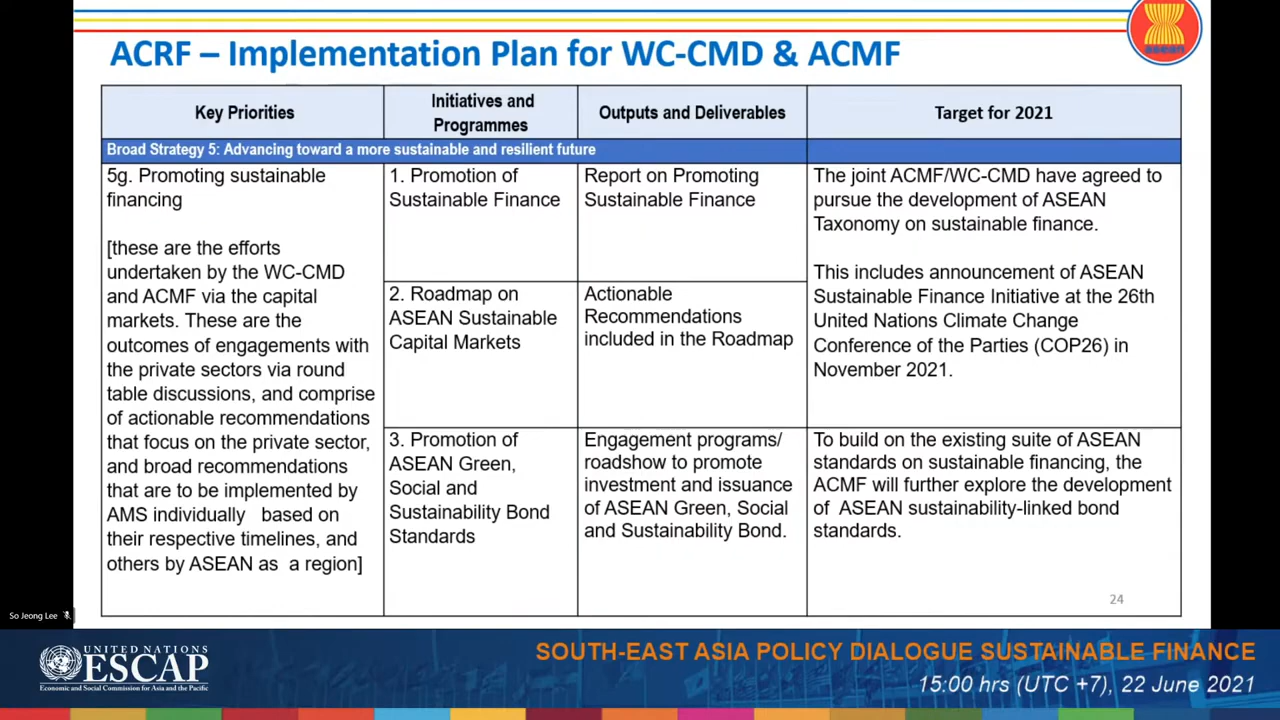 asean
ACRF – Implementation Plan for WC-CMD & ACMF
Key Priorities
Initiatives and
Programmes
Outputs and Deliverables
Target for 2021
Broad Strategy 5: Advancing toward a more sustainable and resilient future
5g. Promoting sustainable
financing
[these are the efforts
undertaken by the WC-CMD
and ACMF via the capital
markets. These are the
outcomes of engagements with
the private sectors via round
table discussions, and comprise
of actionable recommendations
that focus on the private sector,
and broad recommendations
that are to be implemented by
AMS individually based on
their respective timelines, and
others by ASEAN as a region]
1. Promotion of
Sustainable Finance
Report on Promoting
Sustainable Finance
The joint ACMF/WC-CMD have agreed to
pursue the development of ASEAN
Taxonomy on sustainable finance.
This includes announcement of ASEAN
Sustainable Finance Initiative at the 26th
United Nations Climate Change
Conference of the Parties (COP26) in
November 2021.
2. Roadmap on
ASEAN Sustainable
Capital Markets
Actionable
Recommendations
included in the Roadmap
3. Promotion of
ASEAN Green,
Social and
Sustainability Bond
Standards
Engagement programs/
roadshow to promote
investment and issuance
of ASEAN Green, Social
and Sustainability Bond.
To build on the existing suite of ASEAN
standards on sustainable financing, the
ACMF will further explore the development
of ASEAN sustainability-linked bond
standards.
24
So Jeong Lee
UNITED NATIONS
ESCAP
Economic and Social Commission for Asia and the Pacific
SOUTH-EAST ASIA POLICY DIALOGUE SUSTAINABLE FINANCE
15:00 hrs (UTC +7), 22 June 2021